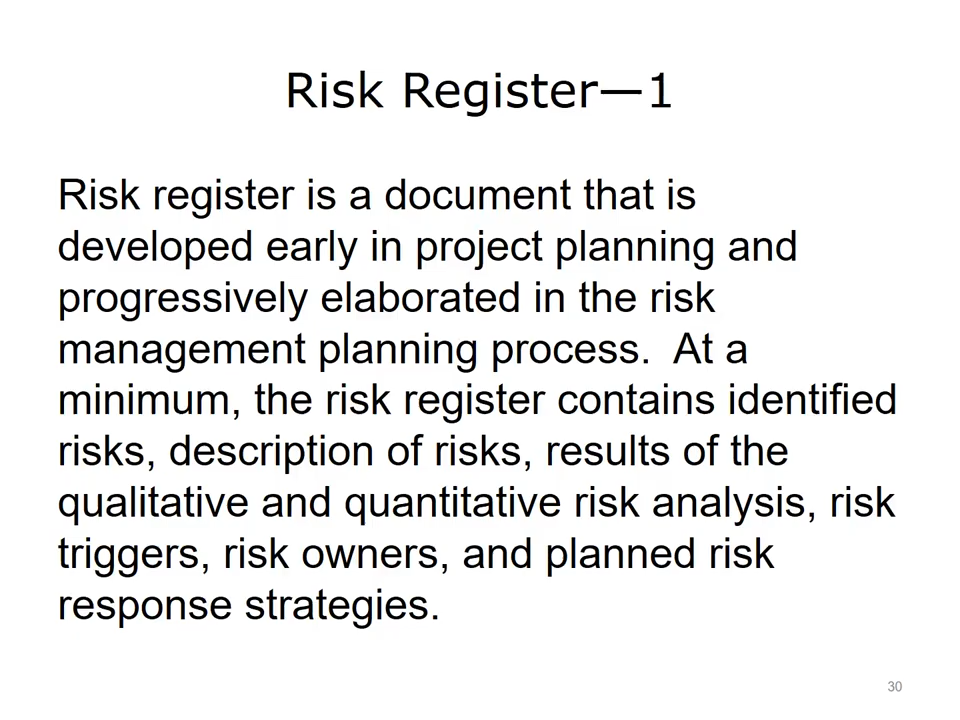 Risk Register—1
Risk register is a document that is
developed early in project planning and
progressively elaborated in the risk
management planning process.  At a
minimum, the risk register contains identified
risks, description of risks, results of the
qualitative and quantitative risk analysis, risk
triggers, risk owners, and planned risk
response strategies.
30